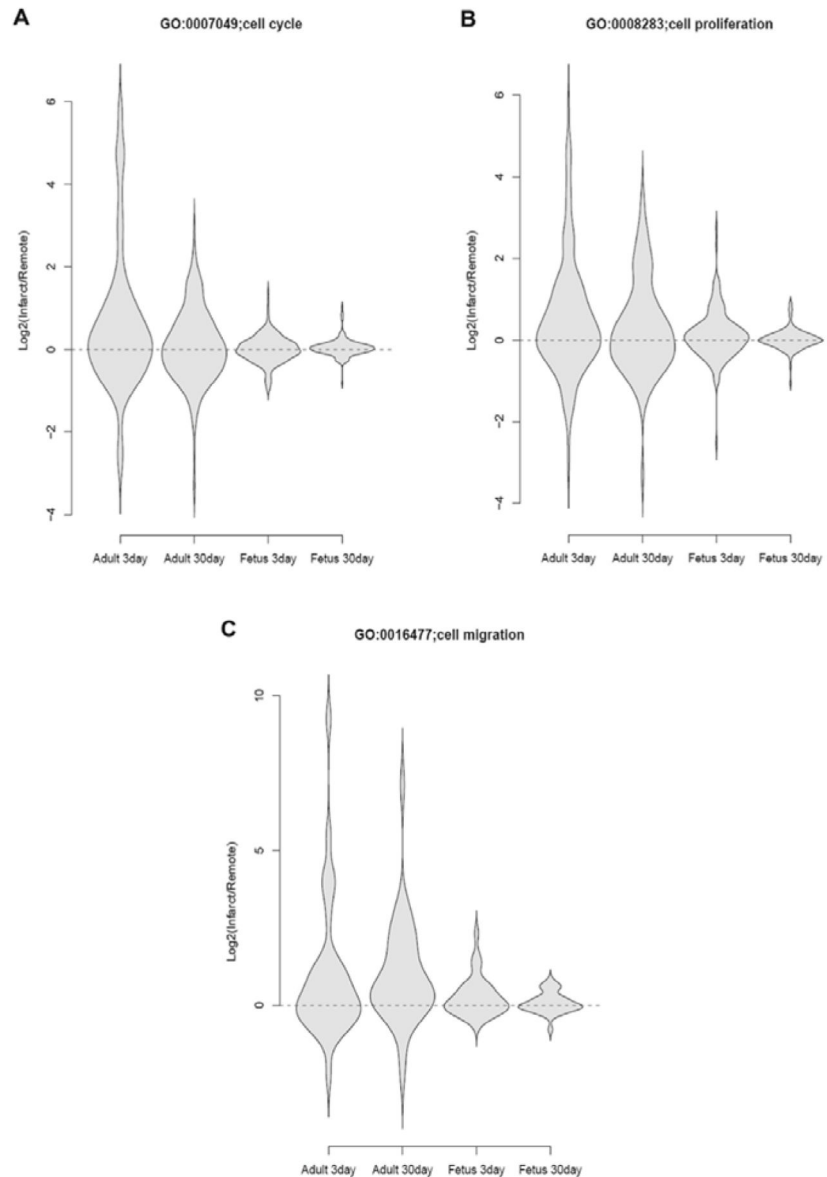 A
GO:0007049;cell cycle
Log2(Infarct/Remote)
6
4
2
0
−2
−4
Adult 3day Adult 30day Fetus 3day Fetus 30day
B
GO:0008283;cell proliferation
Log2(Infarct/Remote)
6
4
2
0
−2
−4
Adult 3day Adult 30day Fetus 3day Fetus 30day
C
GO:0016477;cell migration
Log2(Infarct/Remote)
10
5
0
Adult 3day Adult 30day Fetus 3day Fetus 30day